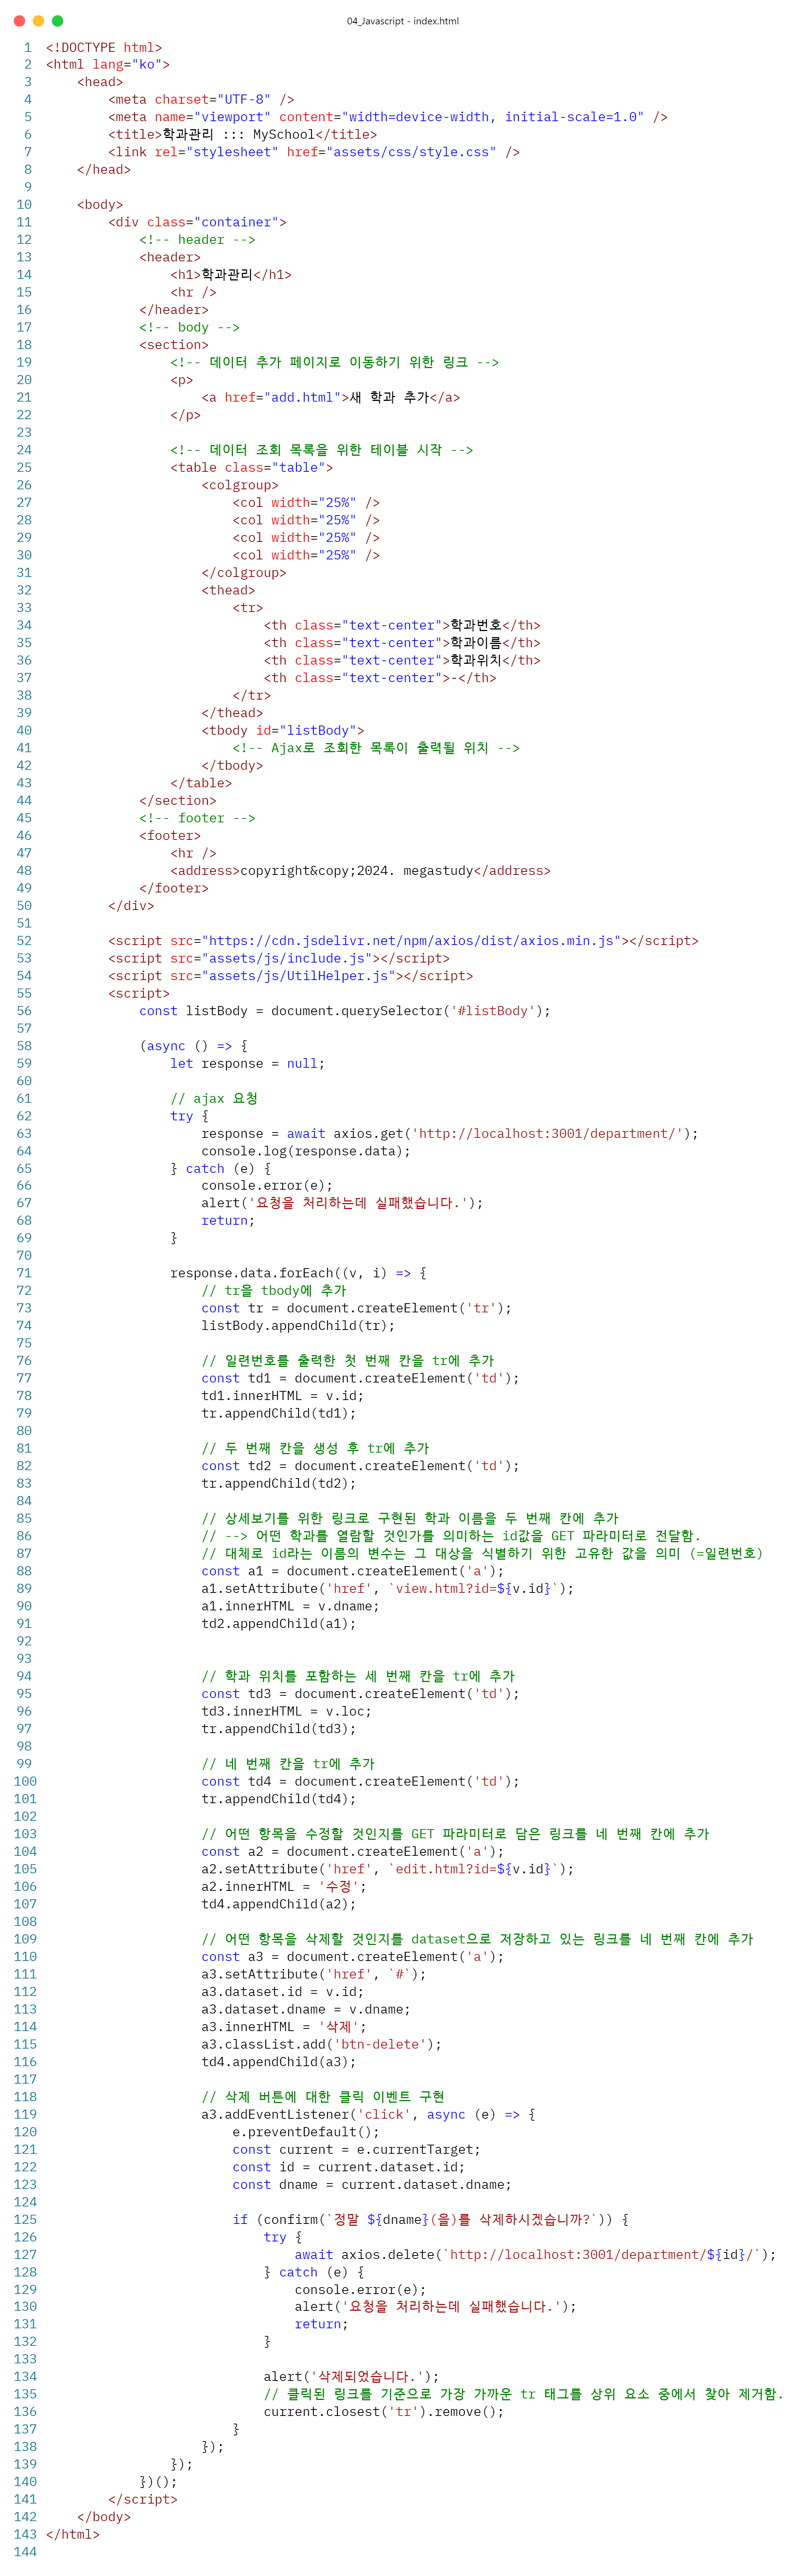 04_Javascript - index.html
1 <!DOCTYPE html>
2 <html lang="ko">
3     <head>
4         <meta charset="UTF-8" />
5         <meta name="viewport" content="width=device-width, initial-scale=1.0" />
6         <title>학과관리 ::: MySchool</title>
7         <link rel="stylesheet" href="assets/css/style.css" />
8     </head>
9
10     <body>
11         <div class="container">
12             <!-- header -->
13             <header>
14                 <h1>학과관리</h1>
15                 <hr />
16             </header>
17             <!-- body -->
18             <section>
19                 <!-- 데이터 추가 페이지로 이동하기 위한 링크 -->
20                 <p>
21                     <a href="add.html">새 학과 추가</a>
22                 </p>
23
24                 <!-- 데이터 조회 목록을 위한 테이블 시작 -->
25                 <table class="table">
26                     <colgroup>
27                         <col width="25%" />
28                         <col width="25%" />
29                         <col width="25%" />
30                         <col width="25%" />
31                     </colgroup>
32                     <thead>
33                         <tr>
34                             <th class="text-center">학과번호</th>
35                             <th class="text-center">학과이름</th>
36                             <th class="text-center">학과위치</th>
37                             <th class="text-center">-</th>
38                         </tr>
39                     </thead>
40                     <tbody id="listBody">
41                         <!-- Ajax로 조회한 목록이 출력될 위치 -->
42                     </tbody>
43                 </table>
44             </section>
45             <!-- footer -->
46             <footer>
47                 <hr />
48                 <address>copyright&copy;2024. megastudy</address>
49             </footer>
50         </div>
51
52         <script src="https://cdn.jsdelivr.net/npm/axios/dist/axios.min.js"></script>
53         <script src="assets/js/include.js"></script>
54         <script src="assets/js/UtilHelper.js"></script>
55         <script>
56             const listBody = document.querySelector('#listBody');
57
58             (async () => {
59                 let response = null;
60
61                 // ajax 요청
62                 try {
63                     response = await axios.get('http://localhost:3001/department/');
64                     console.log(response.data);
65                 } catch (e) {
66                     console.error(e);
67                     alert('요청을 처리하는데 실패했습니다.');
68                     return;
69                 }
70
71                 response.data.forEach((v, i) => {
72                     // tr을 tbody에 추가
73                     const tr = document.createElement('tr');
74                     listBody.appendChild(tr);
75
76                     // 일련번호를 출력한 첫 번째 칸을 tr에 추가
77                     const td1 = document.createElement('td');
78                     td1.innerHTML = v.id;
79                     tr.appendChild(td1);
80
81                     // 두 번째 칸을 생성 후 tr에 추가
82                     const td2 = document.createElement('td');
83                     tr.appendChild(td2);
84
85                     // 상세보기를 위한 링크로 구현된 학과 이름을 두 번째 칸에 추가
86                     // --> 어떤 학과를 열람할 것인가를 의미하는 id값을 GET 파라미터로 전달함.
87                     // 대체로 id라는 이름의 변수는 그 대상을 식별하기 위한 고유한 값을 의미 (=일련번호)
88                     const a1 = document.createElement('a');
89                     a1.setAttribute('href', `view.html?id=${v.id}`);
90                     a1.innerHTML = v.dname;
91                     td2.appendChild(a1);
92
93
94                     // 학과 위치를 포함하는 세 번째 칸을 tr에 추가
95                     const td3 = document.createElement('td');
96                     td3.innerHTML = v.loc;
97                     tr.appendChild(td3);
98
99                     // 네 번째 칸을 tr에 추가
100                     const td4 = document.createElement('td');
101                     tr.appendChild(td4);
102
103                     // 어떤 항목을 수정할 것인지를 GET 파라미터로 담은 링크를 네 번째 칸에 추가
104                     const a2 = document.createElement('a');
105                     a2.setAttribute('href', `edit.html?id=${v.id}`);
106                     a2.innerHTML = '수정';
107                     td4.appendChild(a2);
108
109                     // 어떤 항목을 삭제할 것인지를 dataset으로 저장하고 있는 링크를 네 번째 칸에 추가
110                     const a3 = document.createElement('a');
111                     a3.setAttribute('href', `#`);
112                     a3.dataset.id = v.id;
113                     a3.dataset.dname = v.dname;
114                     a3.innerHTML = '삭제';
115                     a3.classList.add('btn-delete');
116                     td4.appendChild(a3);
117
118                     // 삭제 버튼에 대한 클릭 이벤트 구현
119                     a3.addEventListener('click', async (e) => {
120                         e.preventDefault();
121                         const current = e.currentTarget;
122                         const id = current.dataset.id;
123                         const dname = current.dataset.dname;
124
125                         if (confirm(`정말 ${dname}(을)를 삭제하시겠습니까?`)) {
126                             try {
127                                 await axios.delete(`http://localhost:3001/department/${id}/`);
128                             } catch (e) {
129                                 console.error(e);
130                                 alert('요청을 처리하는데 실패했습니다.');
131                                 return;
132                             }
133
134                             alert('삭제되었습니다.');
135                             // 클릭된 링크를 기준으로 가장 가까운 tr 태그를 상위 요소 중에서 찾아 제거함.
136                             current.closest('tr').remove();
137                         }
138                     });
139                 });
140             })();
141         </script>
142     </body>
143 </html>
144